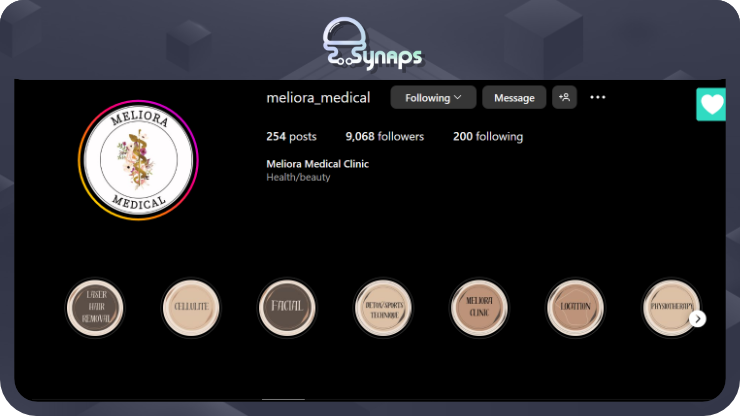 Synaps
meliora_medical Following Message
254 posts 9,068 followers 200 following
Meliora Medical Clinic
Health/beauty
MELIORA
MEDICAL
LASER
HAIR
REMOVAL
CELLULITE
FACIAL
DETOX/SPORTS
TECHNIQUE
MELIORA
CLINIC
LOCATION
PHYSIOTHERAPY